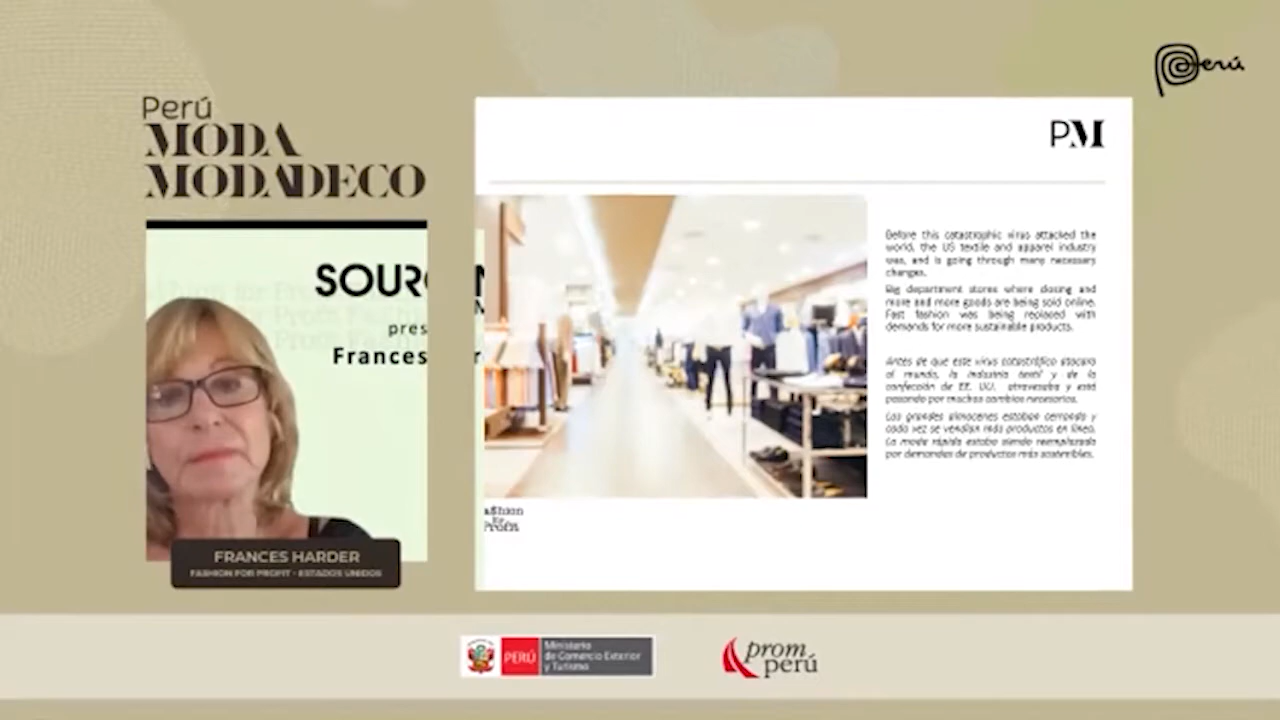 Perú
Perú
MODA
MODADECO
PM
SOUR
pres
Frances
FRANCES HARDER
FASHION FOR PROFIT - ESTADOS UNIDOS
Before this catastrophic virus attacked the
world, the US textile and apparel industry
was, and is going through many necessary
changes.
Big department stores where closing and
more and more goods are being sold online.
Fast fashion was being replaced with
demands for more sustainable products.
Antes de que este virus catastrófico atacara
al mundo, la industria textil y de la
confección de EE. UU. atravesaba y está
pasando por muchos cambios necesarios.
Los grandes almacenes estaban cerrando y
cada vez se vendían más productos en línea.
La moda rápida estaba siendo reemplazada
por demandas de productos más sostenibles.
Profit
PERÚ
Ministerio
de Comercio Exterior
y Turismo
prom
perú